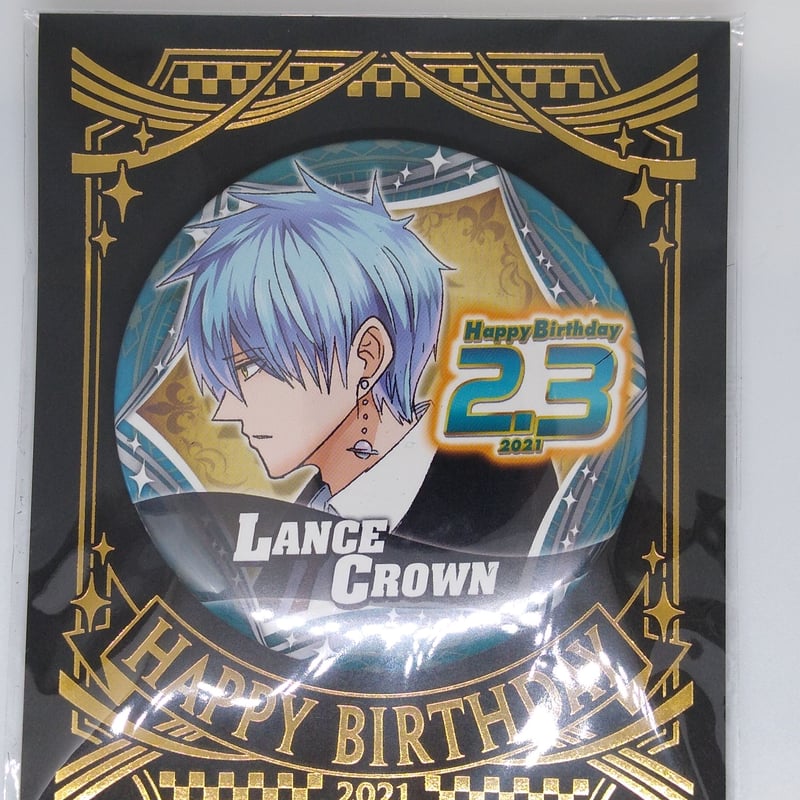 Happy Birthday
2.3
2021
LANCE
CROWN
HAPPY BIRTHDAY
2021